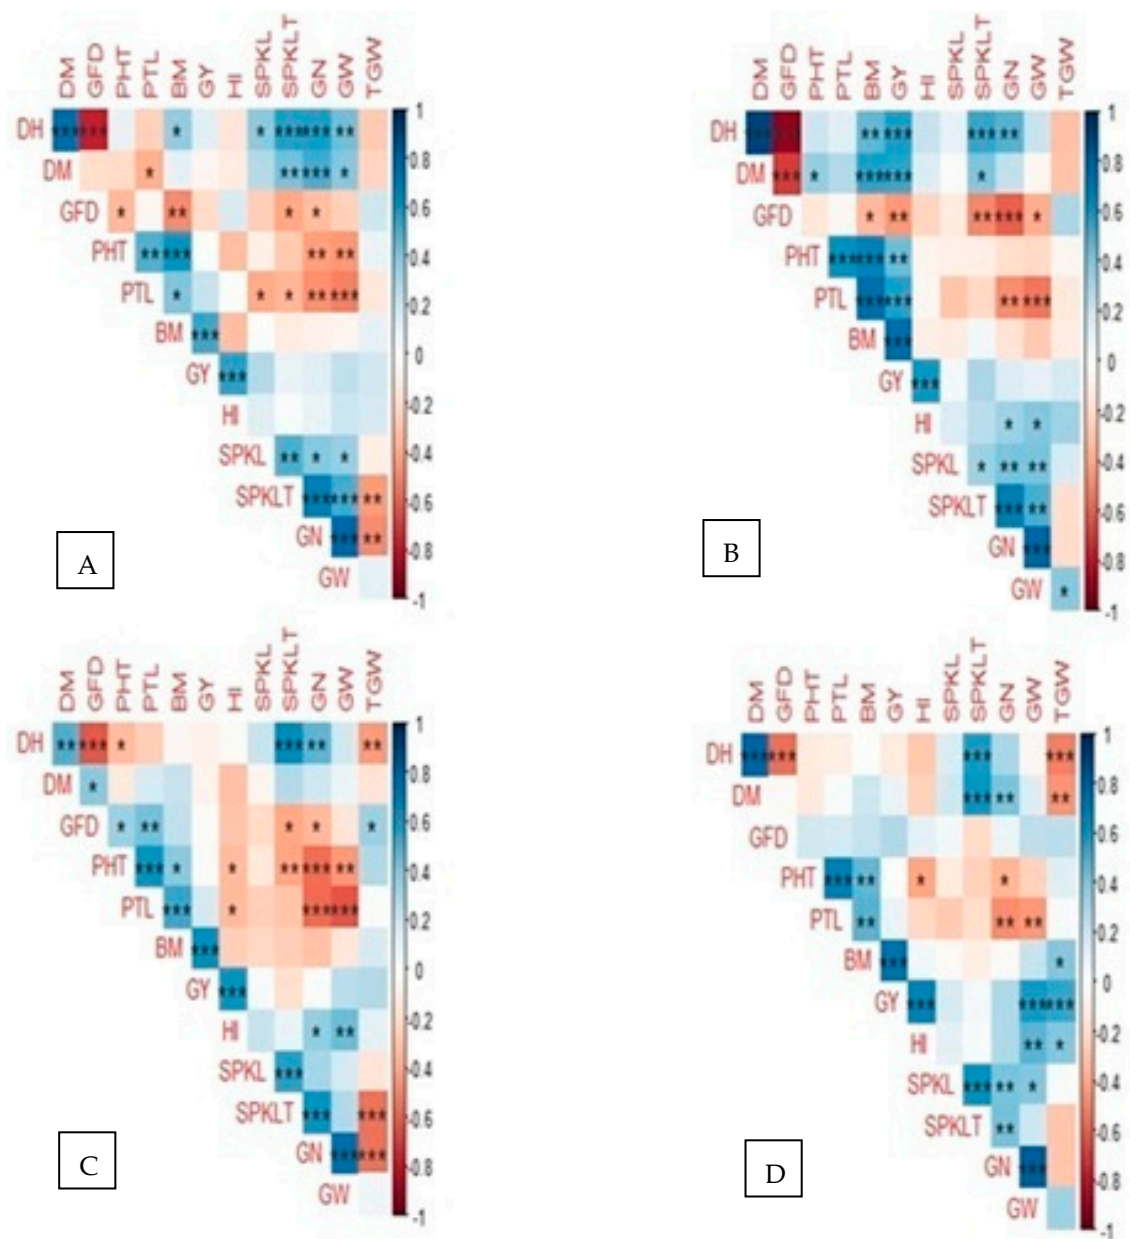 DM GFD PHT PTL BM GY HI SPKL SPKLT GN GW TGW
DH
DM
GFD
PHT
PTL
BM
GY
HI
SPKL
SPKLT
GN
GW
1
0.8
0.6
0.4
0.2
0
-0.2
-0.4
-0.6
-0.8
-1
A
DM GFD PHT PTL BM GY HI SPKL SPKLT GN GW TGW
DH
DM
GFD
PHT
PTL
BM
GY
HI
SPKL
SPKLT
GN
GW
1
0.8
0.6
0.4
0.2
0
-0.2
-0.4
-0.6
-0.8
-1
B
DM GFD PHT PTL BM GY HI SPKL SPKLT GN GW TGW
DH
DM
GFD
PHT
PTL
BM
GY
HI
SPKL
SPKLT
GN
GW
1
0.8
0.6
0.4
0.2
0
-0.2
-0.4
-0.6
-0.8
-1
C
DM GFD PHT PTL BM GY HI SPKL SPKLT GN GW TGW
DH
DM
GFD
PHT
PTL
BM
GY
HI
SPKL
SPKLT
GN
GW
1
0.8
0.6
0.4
0.2
0
-0.2
-0.4
-0.6
-0.8
-1
D